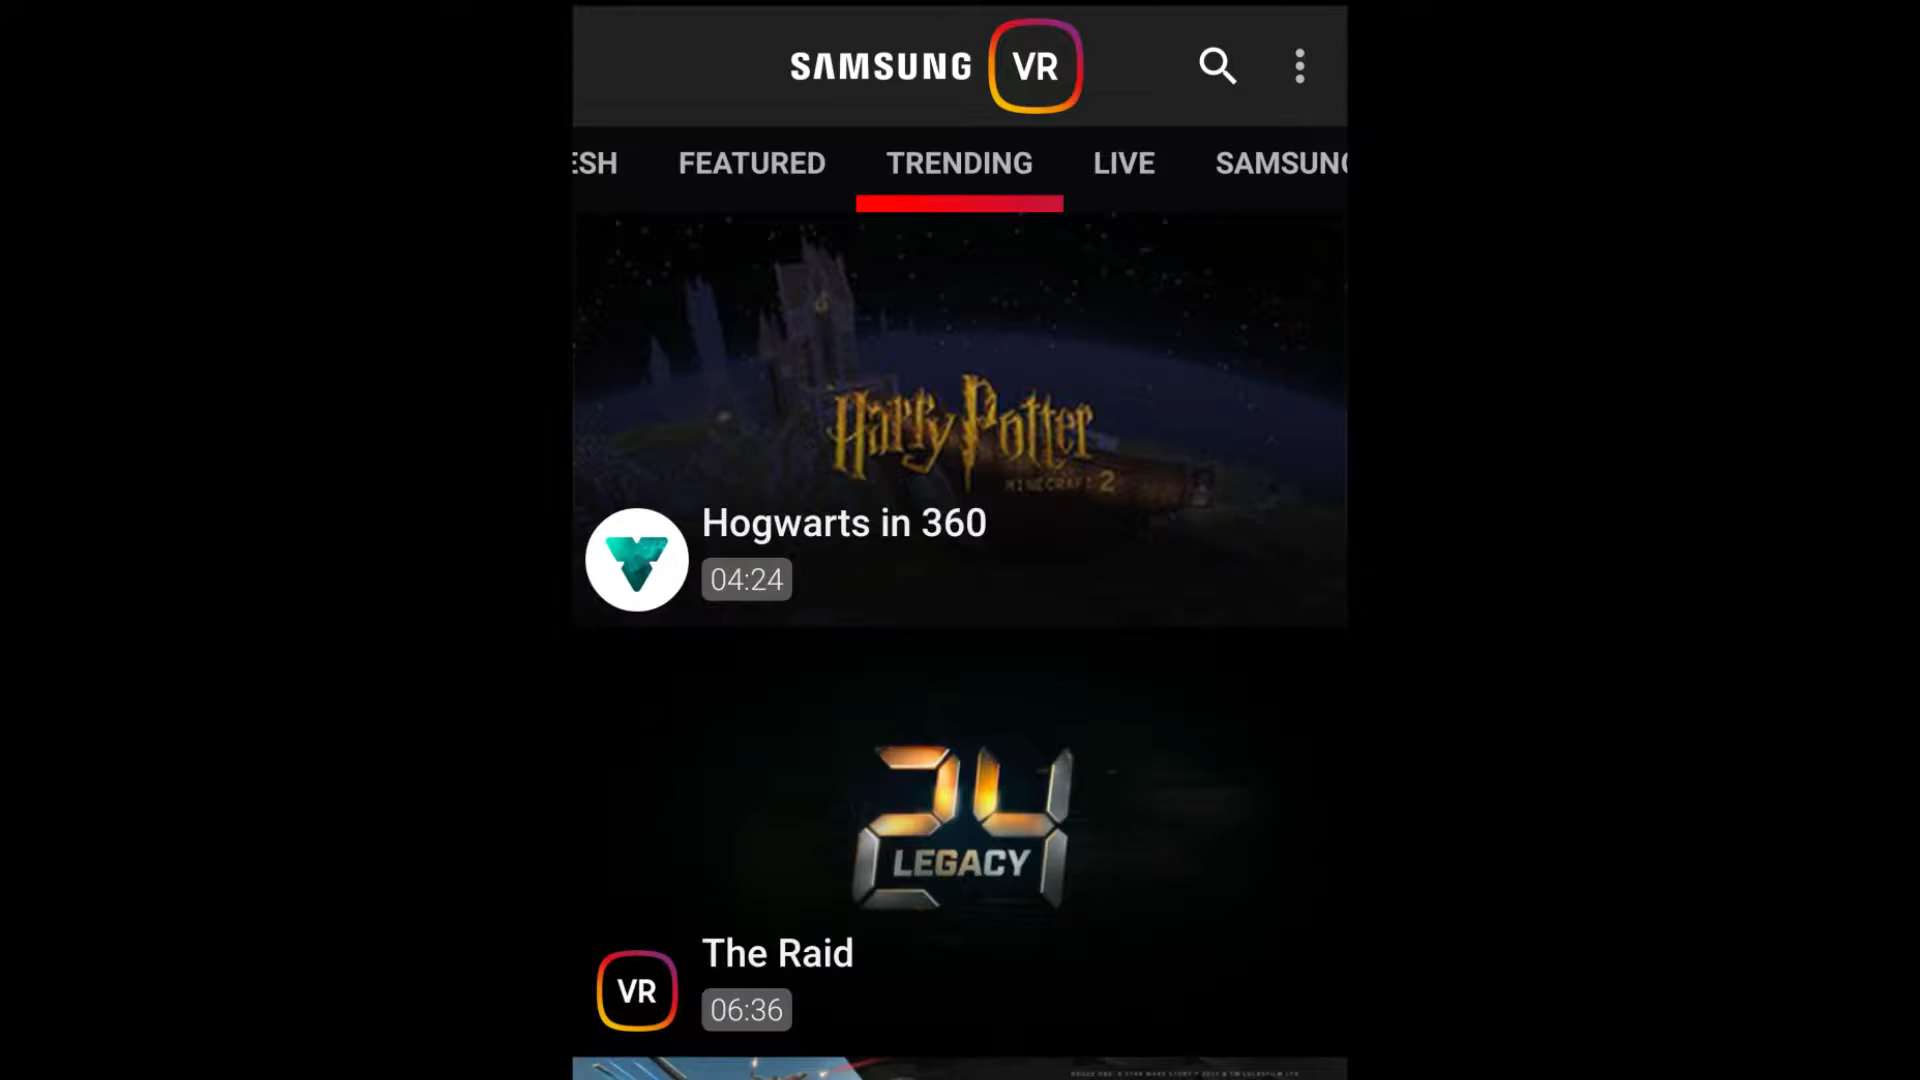 SAMSUNG VR
ESH FEATURED TRENDING LIVE SAMSUNG
Harry Potter
MINECRAFT 2
Hogwarts in 360
04:24
24
LEGACY
The Raid
VR
06:36